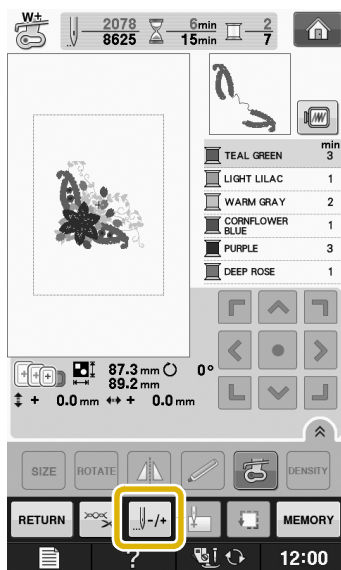 W+
2078
8625
6min
15min
2
7
min
TEAL GREEN 3
LIGHT LILAC 1
WARM GRAY 2
CORNFLOWER
BLUE 1
PURPLE 3
DEEP ROSE 1
87.3 mm 0°
89.2 mm
+ 0.0 mm + 0.0 mm
SIZE ROTATE DENSITY
RETURN -/+ MEMORY
? 12:00